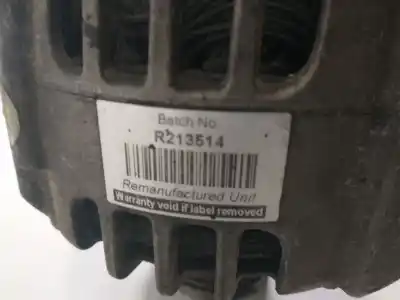 Batch No
R213514
Remanufactured Unit
Warranty void if label removed